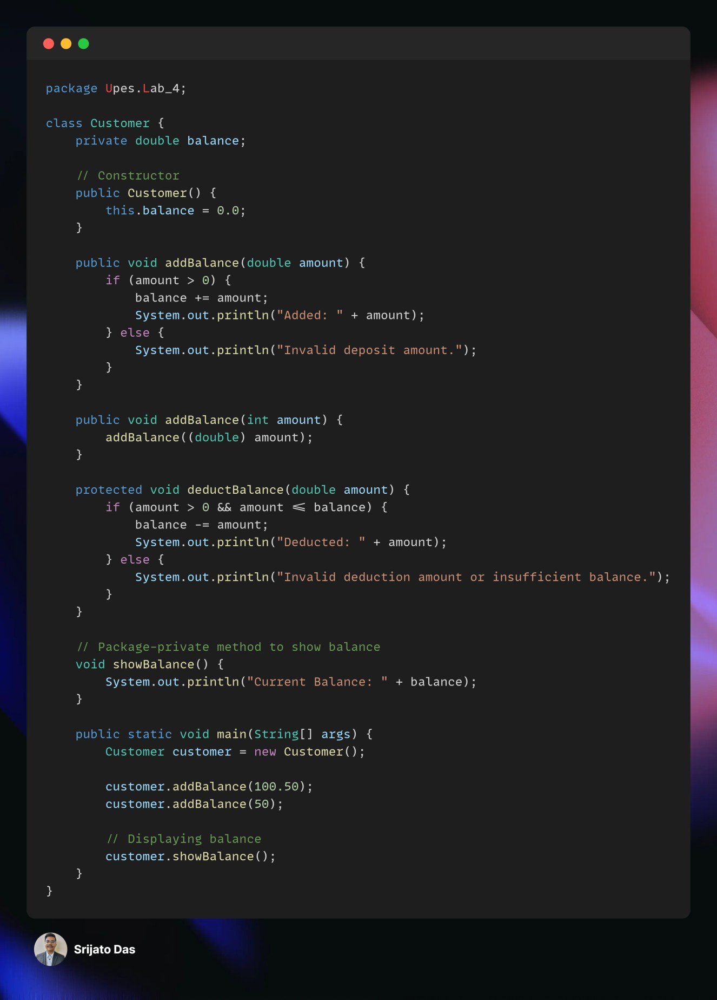 package Upes.Lab_4;

class Customer {
    private double balance;

    // Constructor
    public Customer() {
        this.balance = 0.0;
    }

    public void addBalance(double amount) {
        if (amount > 0) {
            balance += amount;
            System.out.println("Added: " + amount);
        } else {
            System.out.println("Invalid deposit amount.");
        }
    }

    public void addBalance(int amount) {
        addBalance((double) amount);
    }

    protected void deductBalance(double amount) {
        if (amount > 0 && amount <= balance) {
            balance -= amount;
            System.out.println("Deducted: " + amount);
        } else {
            System.out.println("Invalid deduction amount or insufficient balance.");
        }
    }

    // Package-private method to show balance
    void showBalance() {
        System.out.println("Current Balance: " + balance);
    }

    public static void main(String[] args) {
        Customer customer = new Customer();

        customer.addBalance(100.50);
        customer.addBalance(50);

        // Displaying balance
        customer.showBalance();
    }
}
Srijato Das